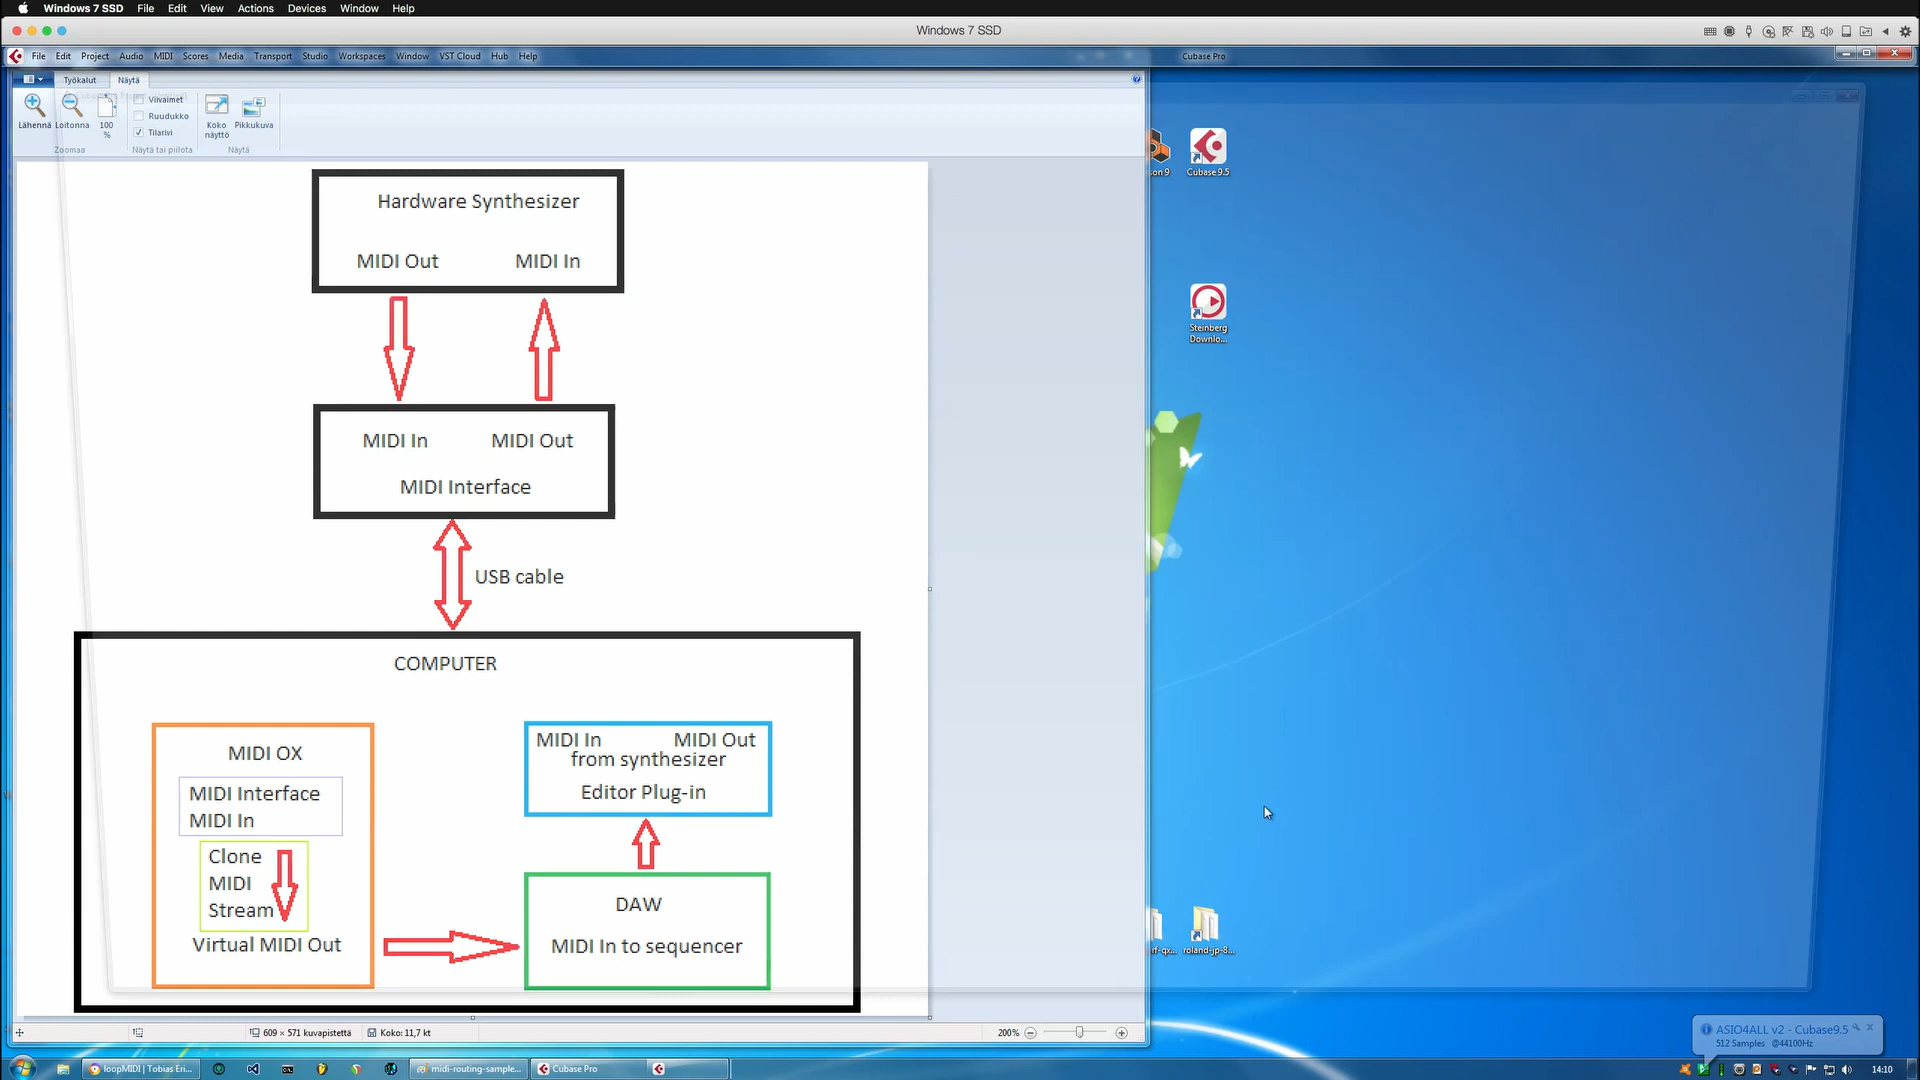 Windows 7 SSD File Edit View Actions Devices Window Help
Windows 7 SSD
File Edit Project Audio MIDI Scores Media Transport Studio Workspaces Window VST Cloud Hub Help
Cubase Pro
Työkalut Näytä
Lähennä
Loitonna
100
%
Zoomaa
Viivaimet
Ruudukko
Tilarivi
Näytä tai piilota
Koko
näyttö
Pikkukuva
Näytä
Hardware Synthesizer
MIDI Out MIDI In
MIDI In MIDI Out
MIDI Interface
USB cable
COMPUTER
MIDI OX
MIDI Interface
MIDI In
Clone
MIDI
Stream
Virtual MIDI Out
MIDI In MIDI Out
from synthesizer
Editor Plug-in
DAW
MIDI In to sequencer
Cubase 9.5
Steinberg
Downlo...
roland-jp-8...
609 × 571 kuvapistettä
Koko: 11,7 kt
200%
ASIO4ALL v2 - Cubase9.5
512 Samples @44100Hz
loopMIDI | Tobias Eri...
midi-routing-sample...
Cubase Pro
14:10